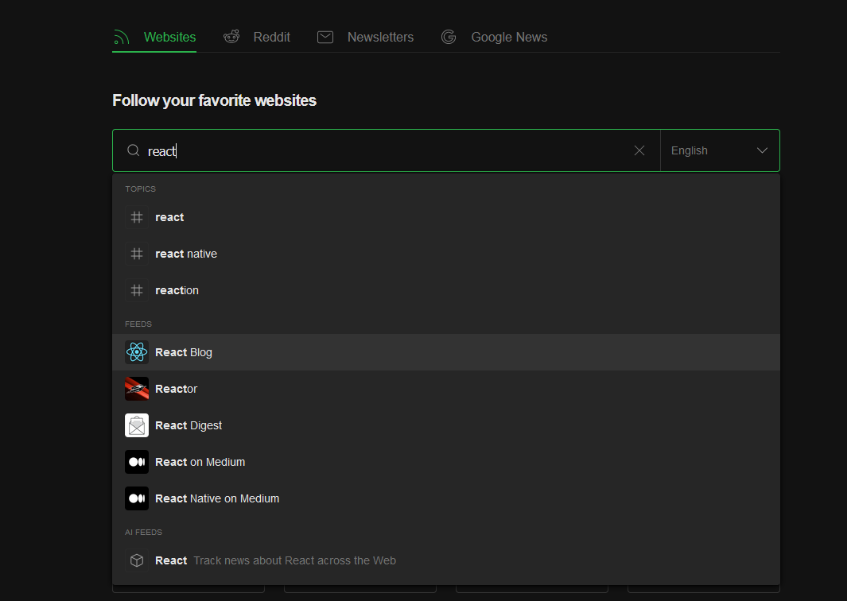 Websites Reddit Newsletters Google News
Follow your favorite websites
react English
TOPICS
react
react native
reaction
FEEDS
React Blog
Reactor
React Digest
React on Medium
React Native on Medium
AI FEEDS
React Track news about React across the Web